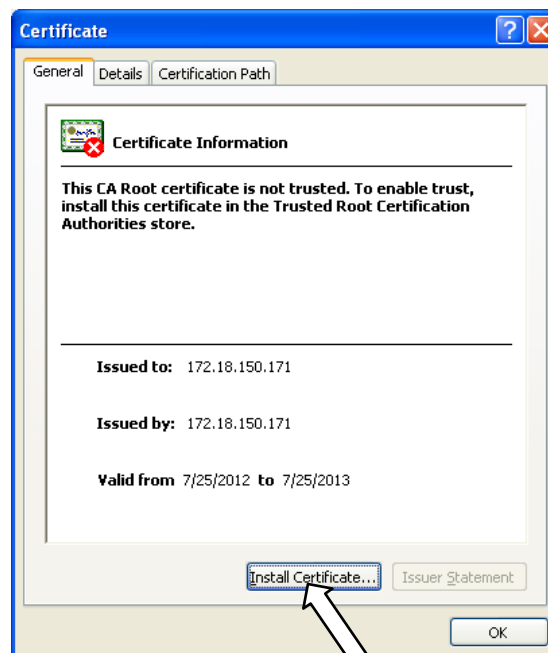 Certificate
General Details Certification Path
Certificate Information
This CA Root certificate is not trusted. To enable trust,
install this certificate in the Trusted Root Certification
Authorities store.
Issued to: 172.18.150.171
Issued by: 172.18.150.171
Valid from 7/25/2012 to 7/25/2013
Install Certificate... Issuer Statement
OK